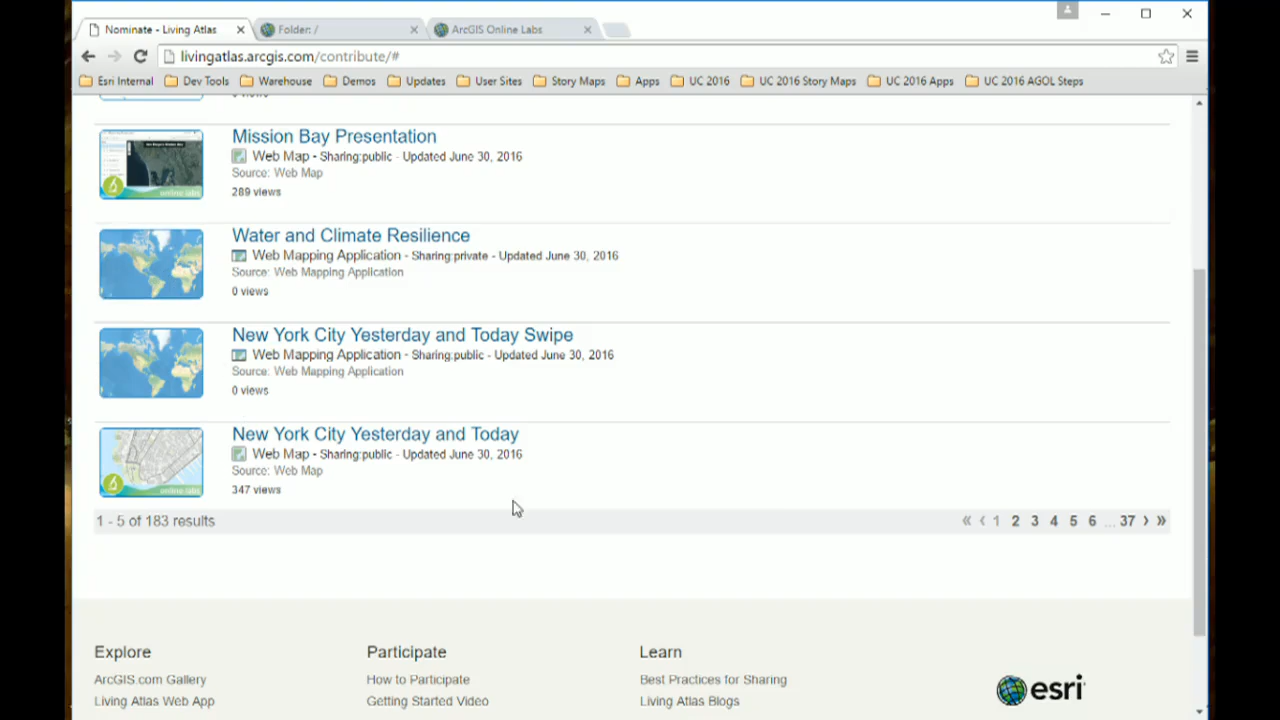 Nominate - Living Atlas
Folder: /
ArcGIS Online Labs
livingatlas.arcgis.com/contribute/#
Esri Internal
Dev Tools
Warehouse
Demos
Updates
User Sites
Story Maps
Apps
UC 2016
UC 2016 Story Maps
UC 2016 Apps
UC 2016 AGOL Steps
Mission Bay Presentation
Web Map - Sharing:public - Updated June 30, 2016
Source: Web Map
289 views
online labs
Water and Climate Resilience
Web Mapping Application - Sharing:private - Updated June 30, 2016
Source: Web Mapping Application
0 views
New York City Yesterday and Today Swipe
Web Mapping Application - Sharing:public - Updated June 30, 2016
Source: Web Mapping Application
0 views
New York City Yesterday and Today
Web Map - Sharing:public - Updated June 30, 2016
Source: Web Map
347 views
online labs
1 - 5 of 183 results
« ‹ 1 2 3 4 5 6 ... 37 › »
Explore
Participate
Learn
ArcGIS.com Gallery
How to Participate
Best Practices for Sharing
Living Atlas Web App
Getting Started Video
Living Atlas Blogs
esri